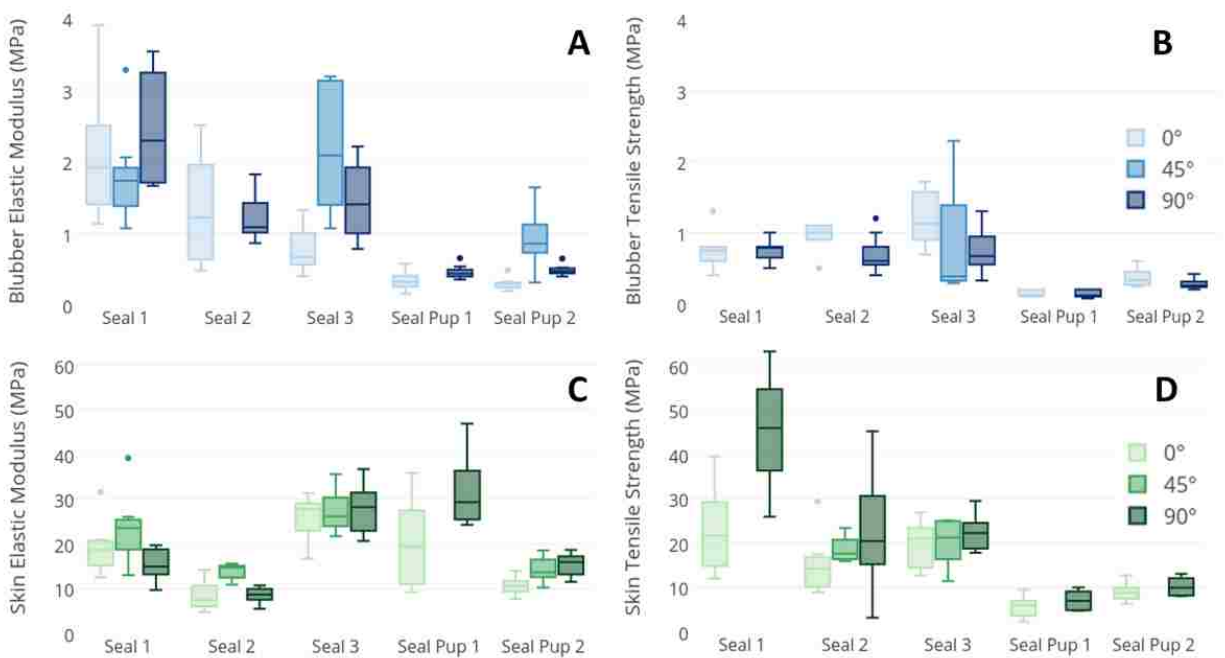 Blubber Elastic Modulus (MPa)
4
3
2
1
0
A
Seal 1
Seal 2
Seal 3
Seal Pup 1
Seal Pup 2
Blubber Tensile Strength (MPa)
4
3
2
1
0
B
0°
45°
90°
Seal 1
Seal 2
Seal 3
Seal Pup 1
Seal Pup 2
Skin Elastic Modulus (MPa)
60
50
40
30
20
10
0
C
Seal 1
Seal 2
Seal 3
Seal Pup 1
Seal Pup 2
Skin Tensile Strength (MPa)
60
50
40
30
20
10
0
D
0°
45°
90°
Seal 1
Seal 2
Seal 3
Seal Pup 1
Seal Pup 2